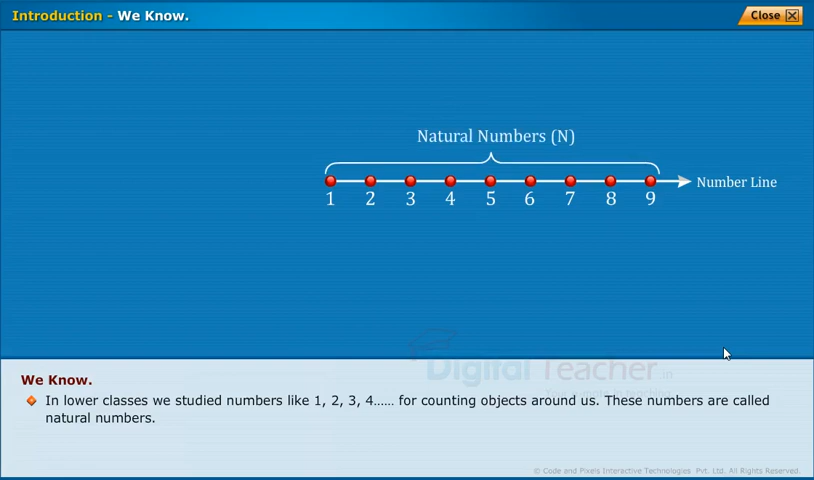 Introduction - We Know.
Close
Natural Numbers (N)
Number Line
1 2 3 4 5 6 7 8 9
Digital Teacher.in
We Know.
In lower classes we studied numbers like 1, 2, 3, 4...... for counting objects around us. These numbers are called
natural numbers.
© Code and Pixels Interactive Technologies Pvt. Ltd. All Rights Reserved.